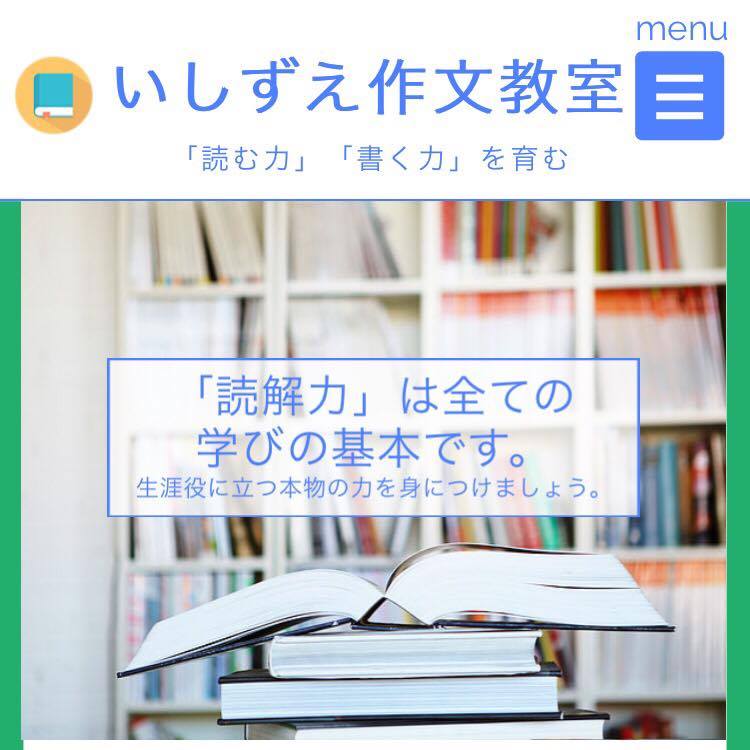 menu
いしずえ作文教室
「読む力」「書く力」を育む
「読解力」は全ての
学びの基本です。
生涯役に立つ本物の力を身につけましょう。